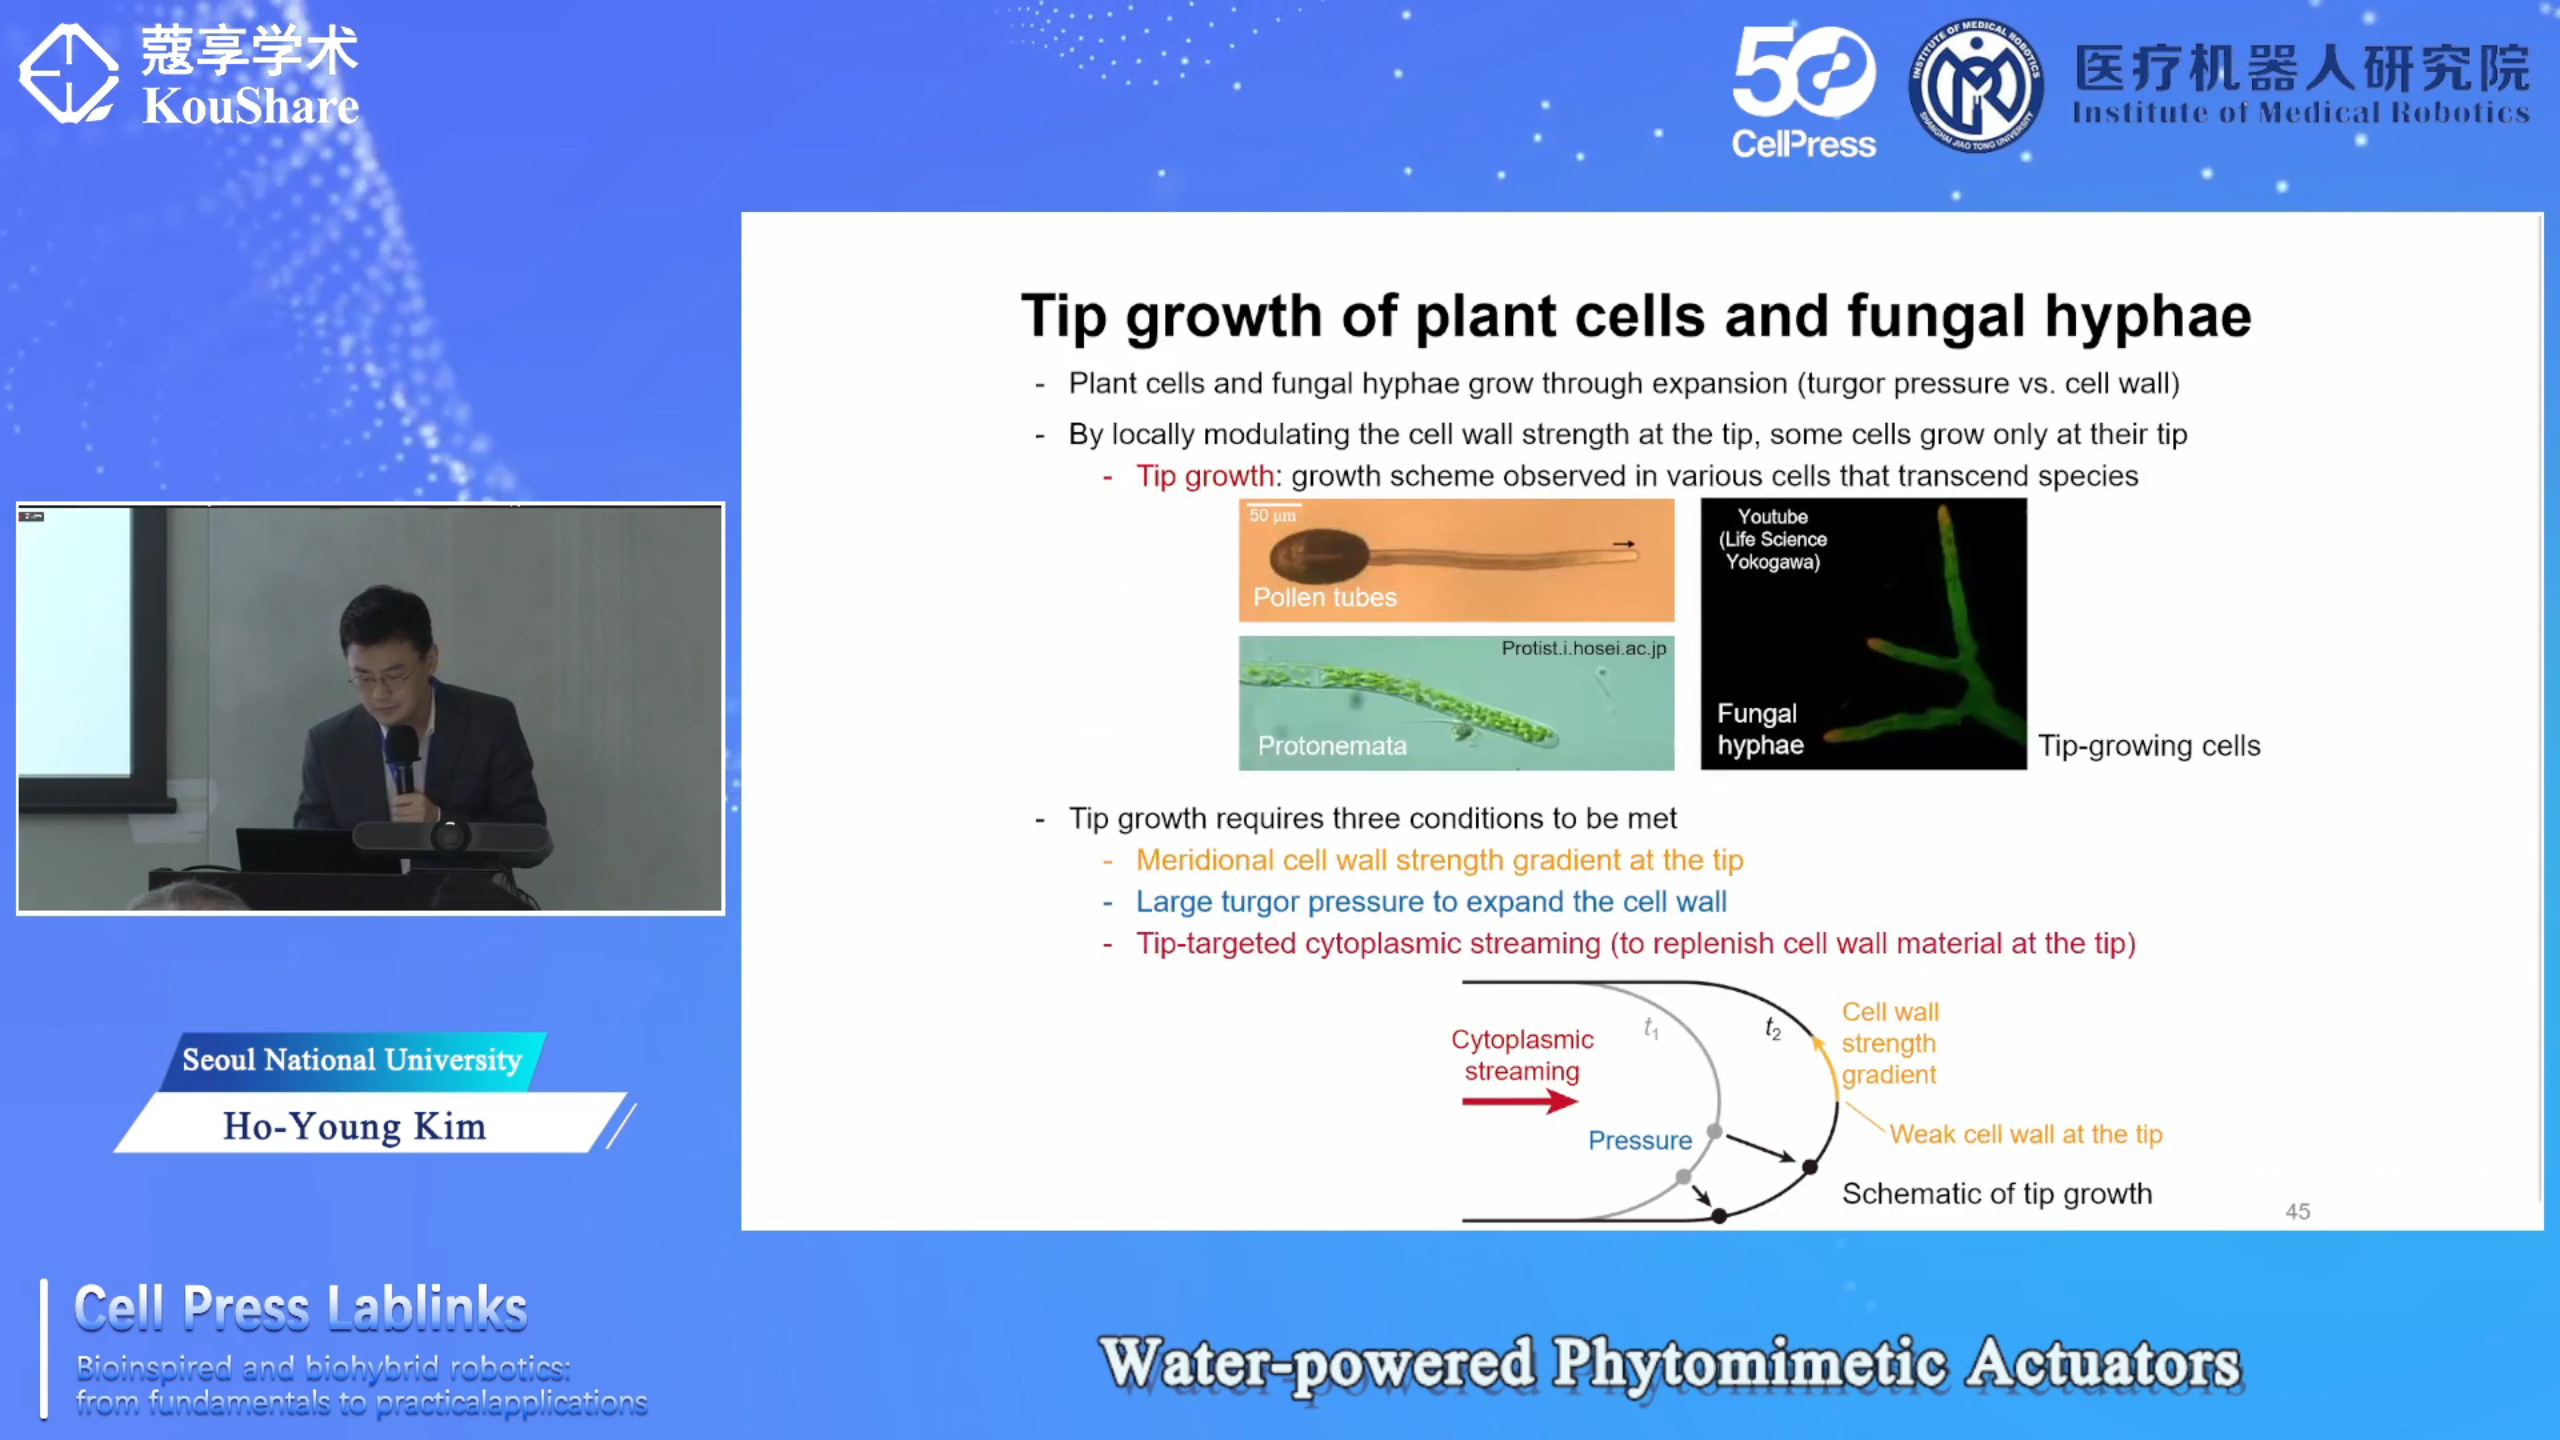 蔻享学术
KouShare
50
CellPress
INSTITUTE OF MEDICAL ROBOTICS
SHANGHAI JIAO TONG UNIVERSITY
医疗机器人研究院
Institute of Medical Robotics
Tip growth of plant cells and fungal hyphae
- Plant cells and fungal hyphae grow through expansion (turgor pressure vs. cell wall)
- By locally modulating the cell wall strength at the tip, some cells grow only at their tip
- Tip growth: growth scheme observed in various cells that transcend species
50 μm
Pollen tubes
Protist.i.hosei.ac.jp
Protonemata
Youtube
(Life Science
Yokogawa)
Fungal
hyphae
Tip-growing cells
- Tip growth requires three conditions to be met
- Meridional cell wall strength gradient at the tip
- Large turgor pressure to expand the cell wall
- Tip-targeted cytoplasmic streaming (to replenish cell wall material at the tip)
Cytoplasmic
streaming
t1
t2
Pressure
Cell wall
strength
gradient
Weak cell wall at the tip
Schematic of tip growth
45
Seoul National University
Ho-Young Kim
Cell Press Lablinks
Bioinspired and biohybrid robotics:
from fundamentals to practicalapplications
Water-powered Phytomimetic Actuators